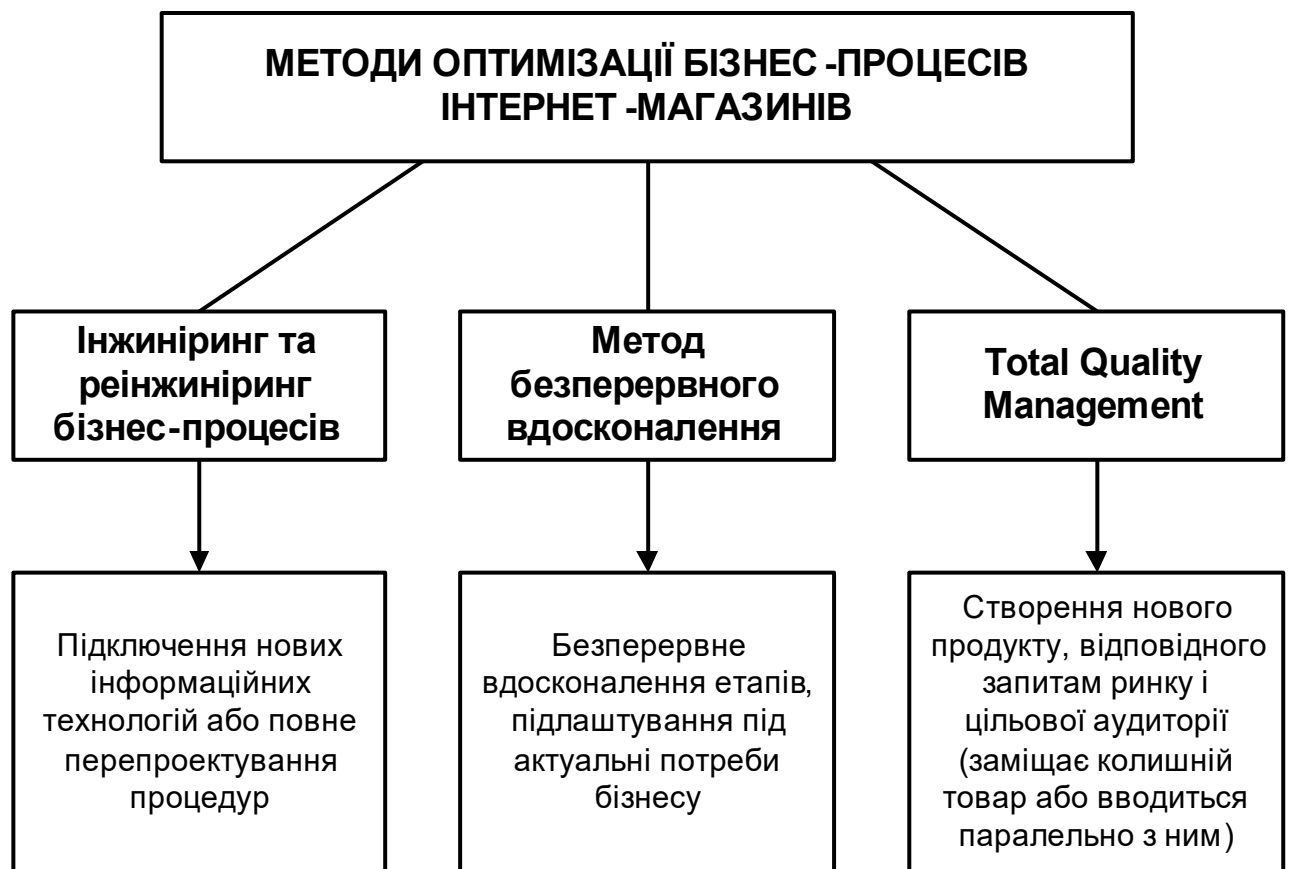 МЕТОДИ ОПТИМІЗАЦІЇ БІЗНЕС -ПРОЦЕСІВ
ІНТЕРНЕТ -МАГАЗИНІВ
Інжиніринг та
реінжиніринг
бізнес-процесів
Метод
безперервного
вдосконалення
Total Quality
Management
Підключення нових
інформаційних
технологій або повне
перепроектування
процедур
Безперервне
вдосконалення етапів,
підлаштування під
актуальні потреби
бізнесу
Створення нового
продукту, відповідного
запитам ринку і
цільової аудиторії
(заміщає колишній
товар або вводиться
паралельно з ним)